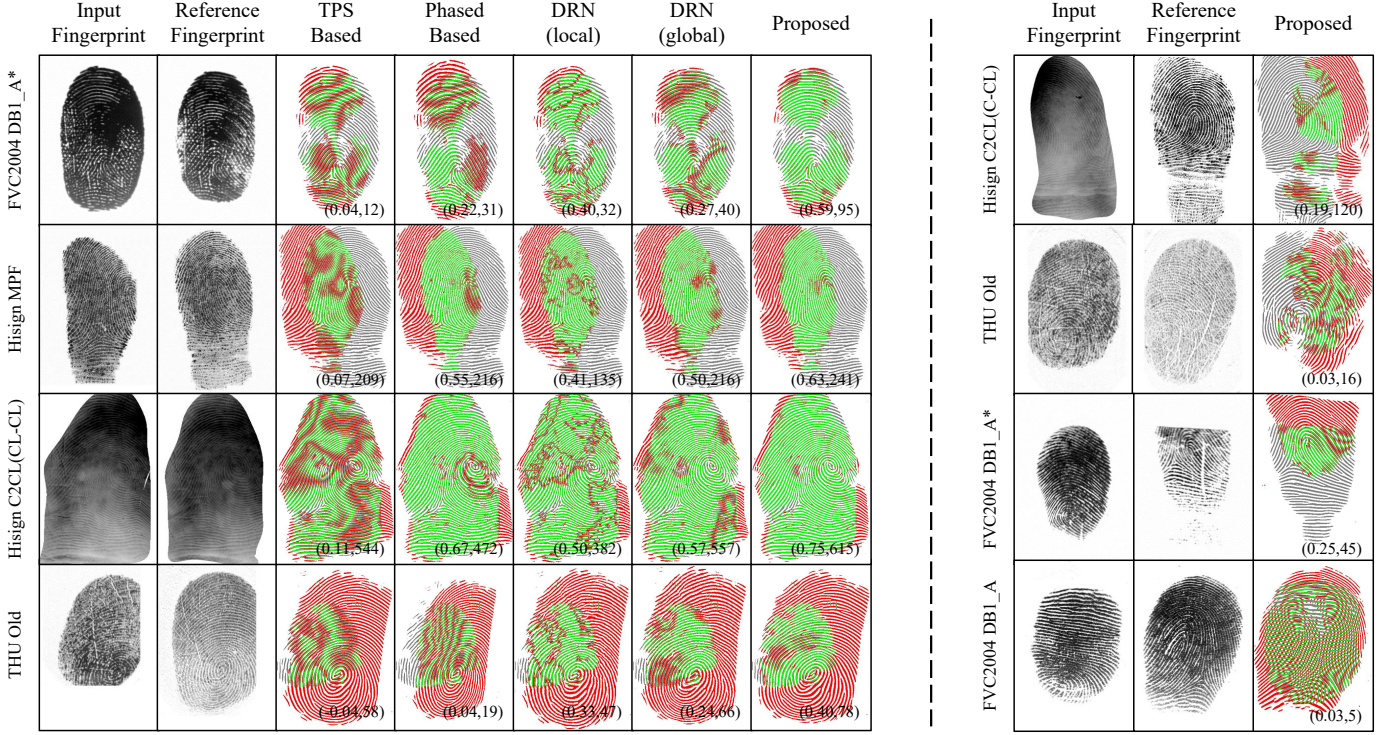 Input Fingerprint
Reference Fingerprint
TPS Based
Phased Based
DRN (local)
DRN (global)
Proposed
FVC2004 DB1_A*
(0.04,12)
(0.22,31)
(0.40,32)
(0.27,40)
(0.59,95)
Hisign MPF
(0.07,209)
(0.55,216)
(0.41,135)
(0.50,216)
(0.63,241)
Hisign C2CL(CL-CL)
(0.11,544)
(0.67,472)
(0.50,382)
(0.57,557)
(0.75,615)
THU Old
(-0.04,58)
(0.04,19)
(0.33,47)
(0.24,66)
(0.40,78)
Input Fingerprint
Reference Fingerprint
Proposed
Hisign C2CL(C-CL)
(0.19,120)
THU Old
(0.03,16)
FVC2004 DB1_A*
(0.25,45)
FVC2004 DB1_A
(0.03,5)